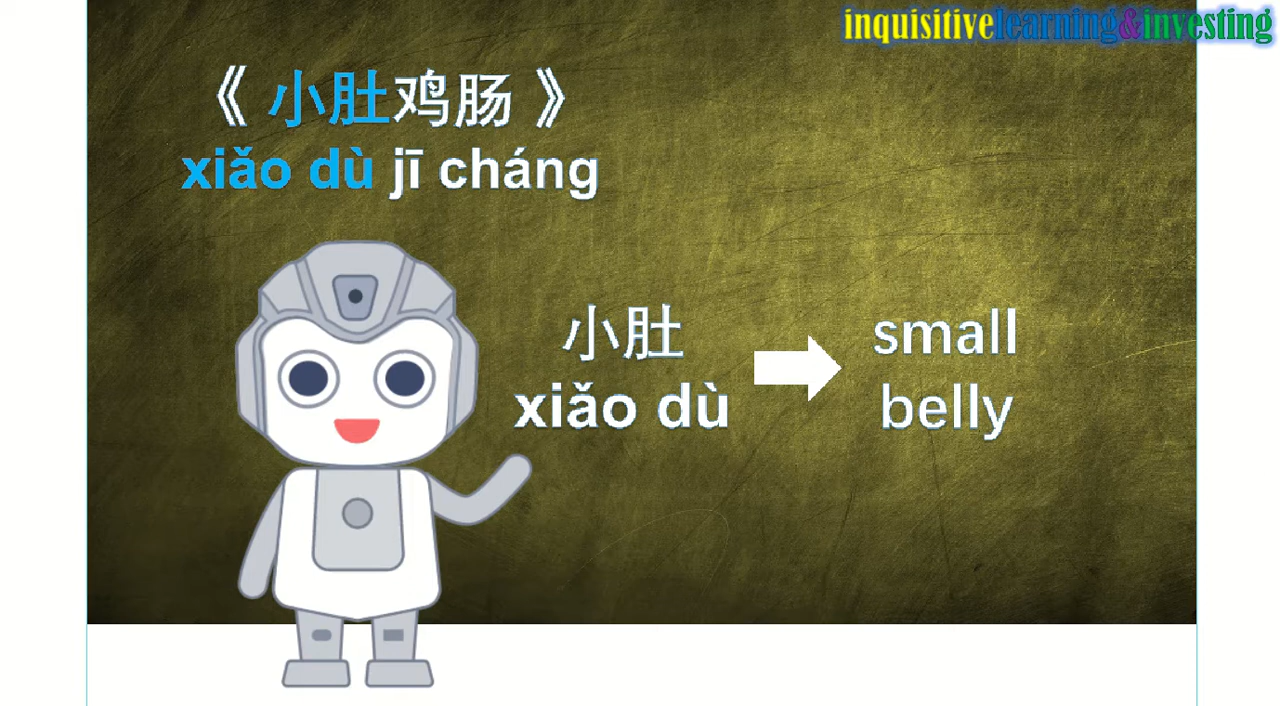 inquisitivelearning&investing
《 小肚鸡肠 》
xiǎo dù jī cháng
小肚
xiǎo dù
small
belly